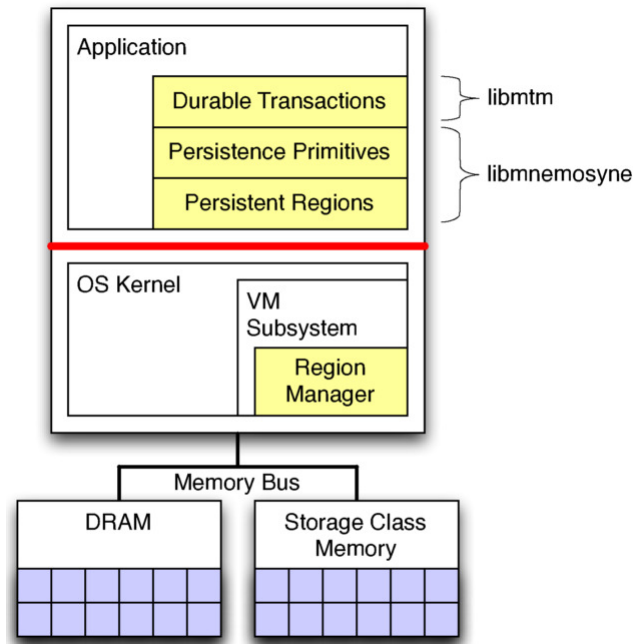 Application
Durable Transactions
libmtm
Persistence Primitives
libmnemosyne
Persistent Regions
OS Kernel
VM
Subsystem
Region
Manager
Memory Bus
DRAM
Storage Class
Memory